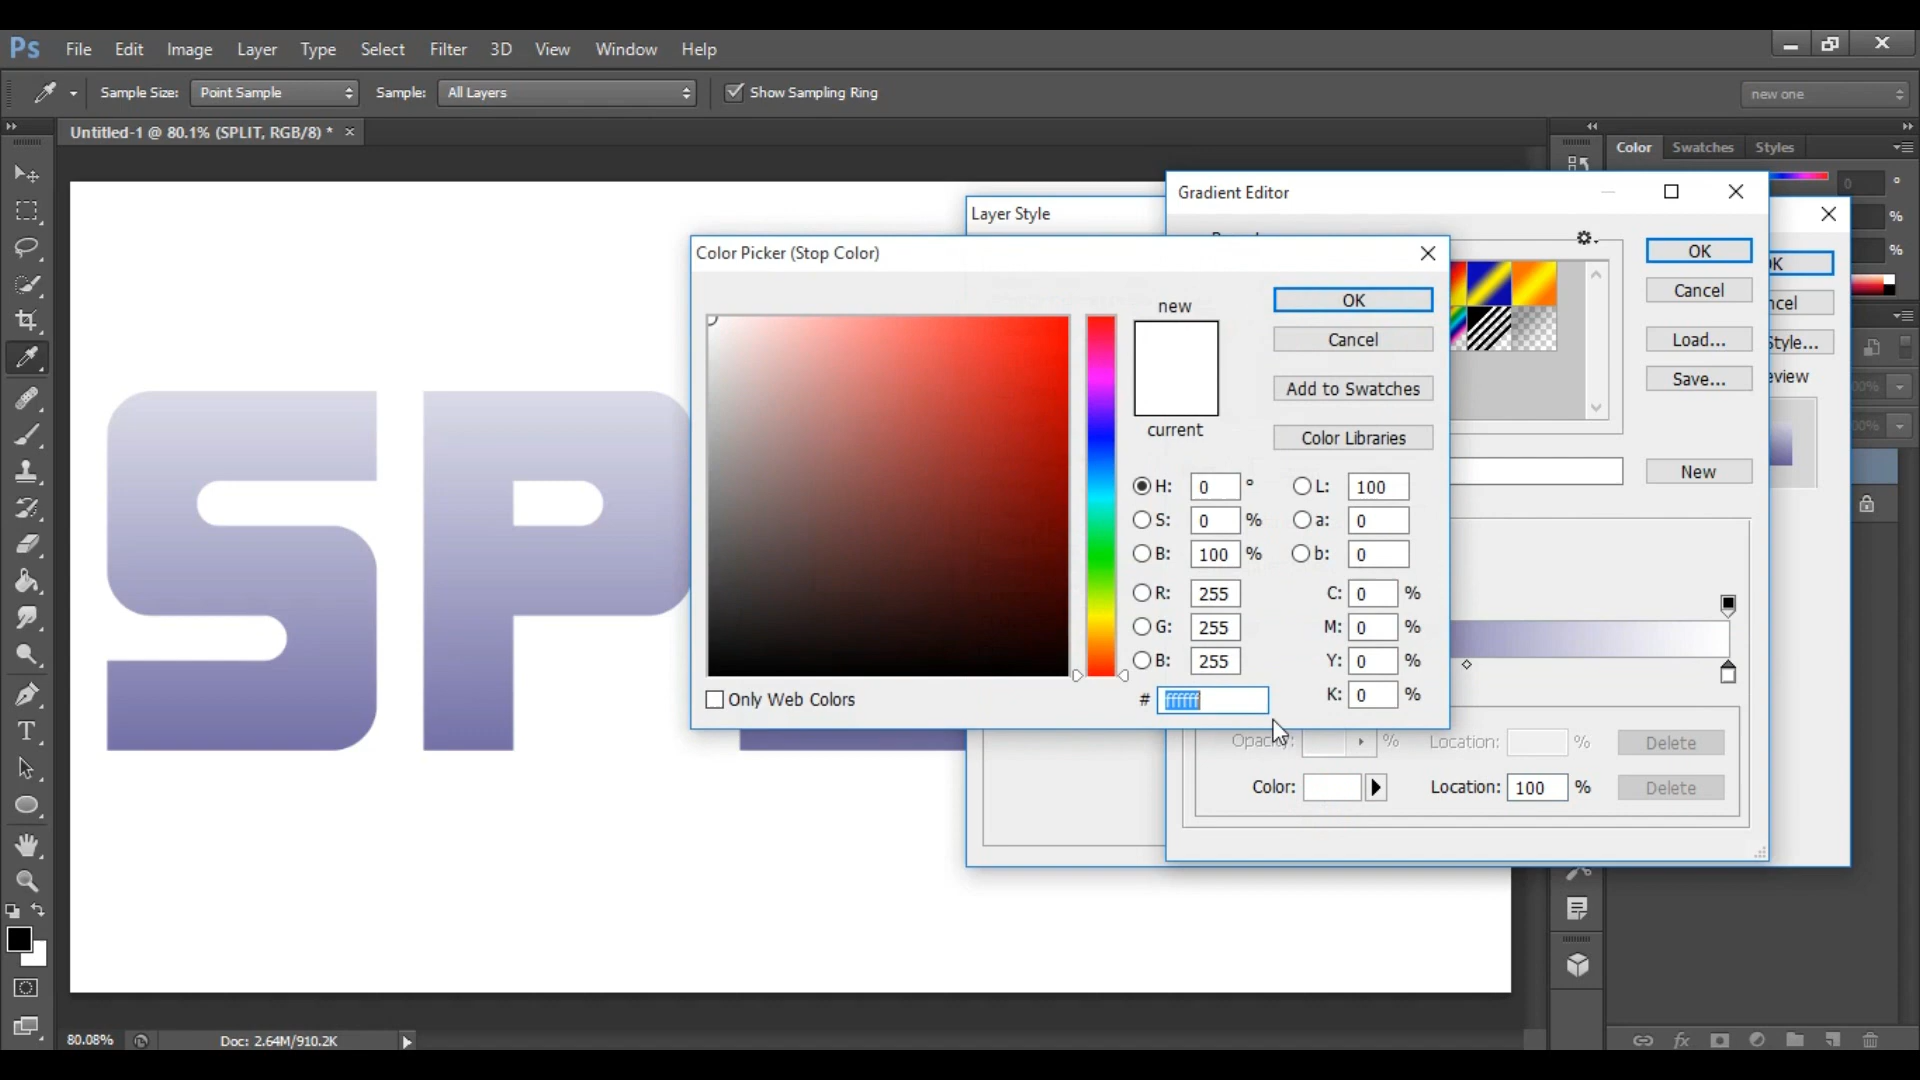 Ps File Edit Image Layer Type Select Filter 3D View Window Help
Sample Size: Point Sample Sample: All Layers Show Sampling Ring new one
Untitled-1 @ 80.1% (SPLIT, RGB/8) * ×
Color Swatches Styles
0 °
%
%
Layer Style
Gradient Editor
OK
Cancel
Load...
Save...
New
Color Picker (Stop Color)
new
current
OK
Cancel
Add to Swatches
Color Libraries
H: 0 ° L: 100
S: 0 % a: 0
B: 100 % b: 0
R: 255 C: 0 %
G: 255 M: 0 %
B: 255 Y: 0 %
# ffffff K: 0 %
Only Web Colors
Opacity: % Location: % Delete
Color: Location: 100 % Delete
SP
T
80.08% Doc: 2.64M/910.2K
fx